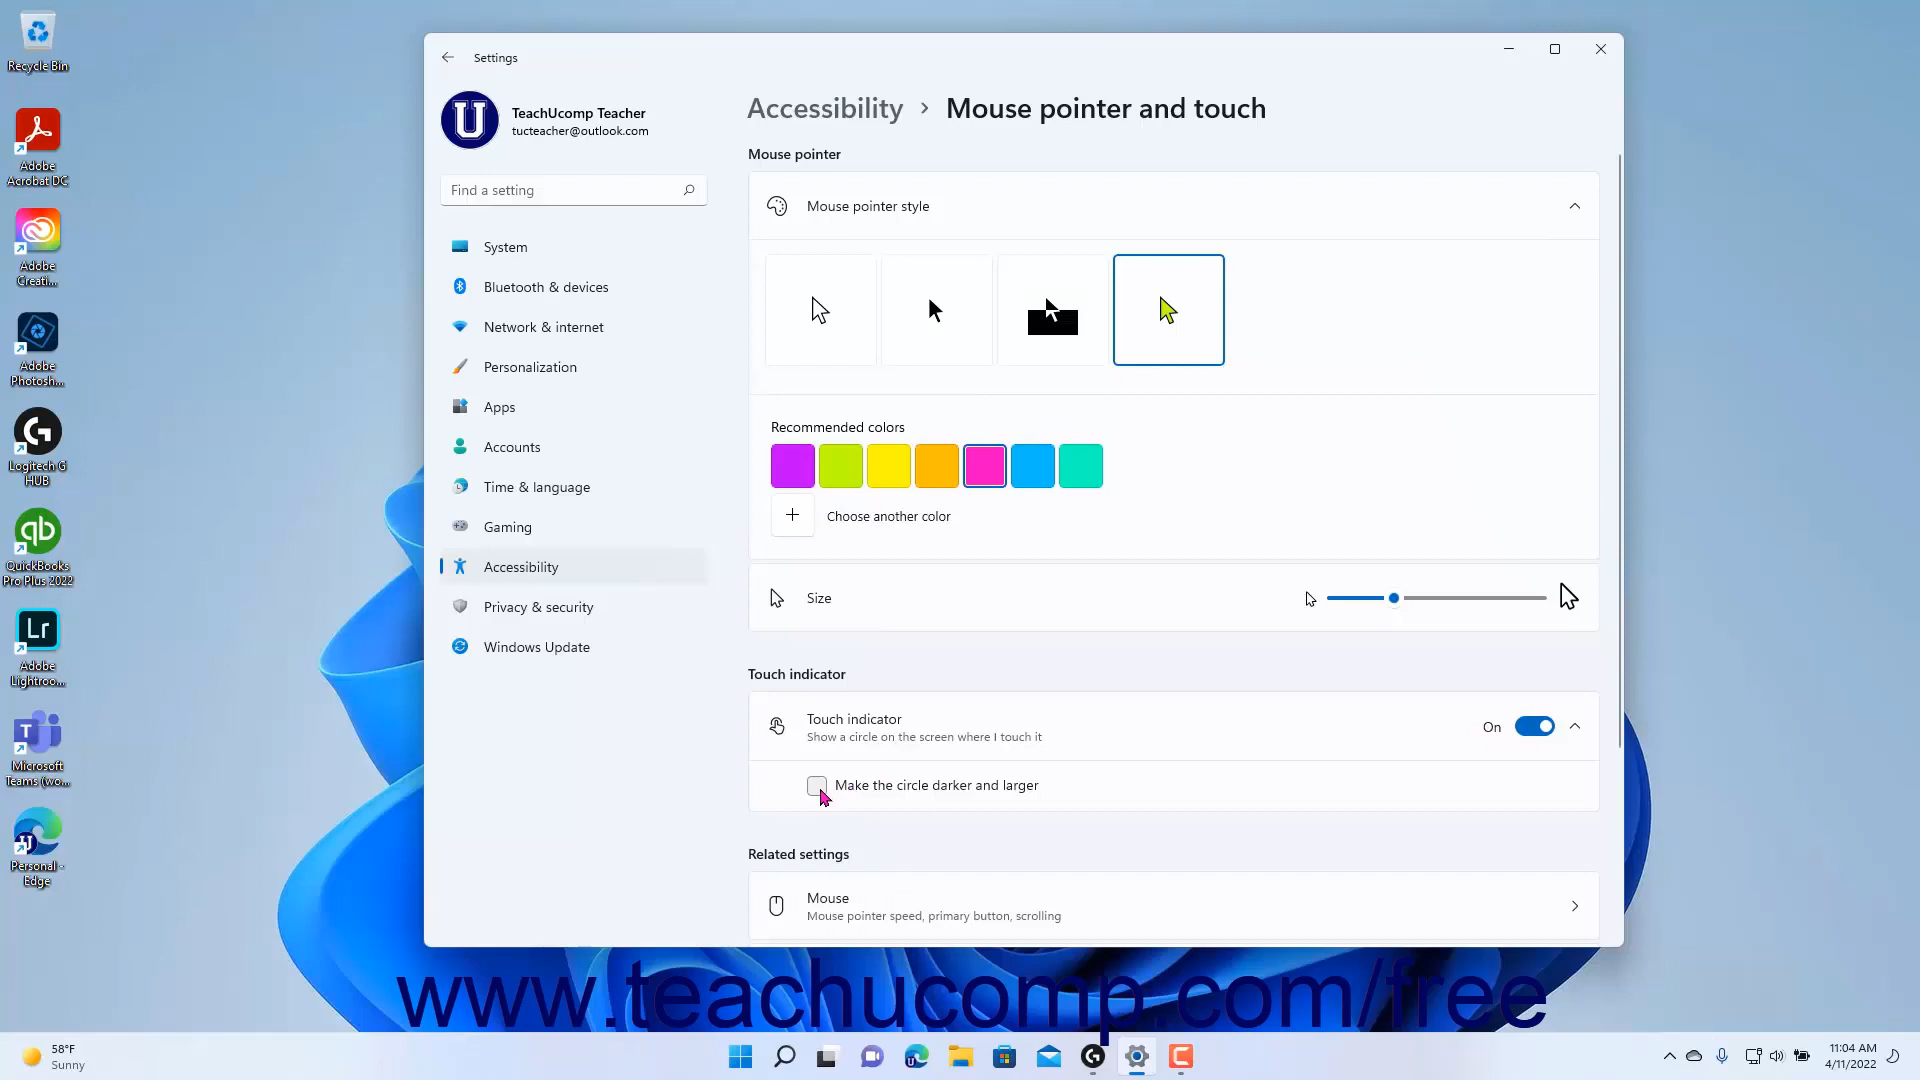 Recycle Bin
Adobe
Acrobat DC
Adobe
Creati...
Adobe
Photosh...
Logitech G
HUB
QuickBooks
Pro Plus 2022
Adobe
Lightroo...
Microsoft
Teams (wo...
Personal -
Edge
Settings
TeachUcomp Teacher
tucteacher@outlook.com
Find a setting
System
Bluetooth & devices
Network & internet
Personalization
Apps
Accounts
Time & language
Gaming
Accessibility
Privacy & security
Windows Update
Accessibility > Mouse pointer and touch
Mouse pointer
Mouse pointer style
Recommended colors
Choose another color
Size
Touch indicator
Touch indicator
Show a circle on the screen where I touch it
On
Make the circle darker and larger
Related settings
Mouse
Mouse pointer speed, primary button, scrolling
www.teachucomp.com/free
58°F
Sunny
11:04 AM
4/11/2022